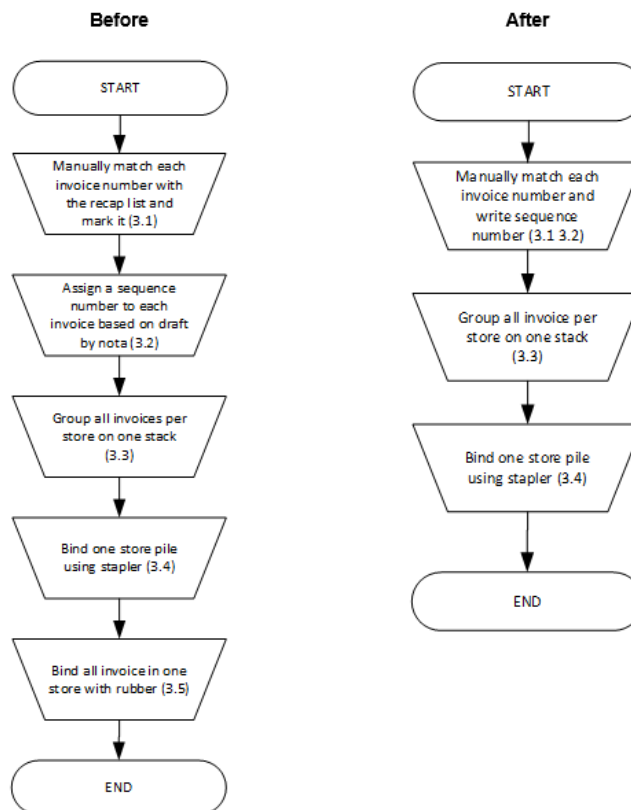 Before
START
Manually match each
invoice number with
the recap list and
mark it (3.1)
Assign a sequence
number to each
invoice based on draft
by nota (3.2)
Group all invoices per
store on one stack
(3.3)
Bind one store pile
using stapler (3.4)
Bind all invoice in one
store with rubber (3.5)
END
After
START
Manually match each
invoice number and
write sequence
number (3.1 3.2)
Group all invoice per
store on one stack
(3.3)
Bind one store pile
using stapler (3.4)
END